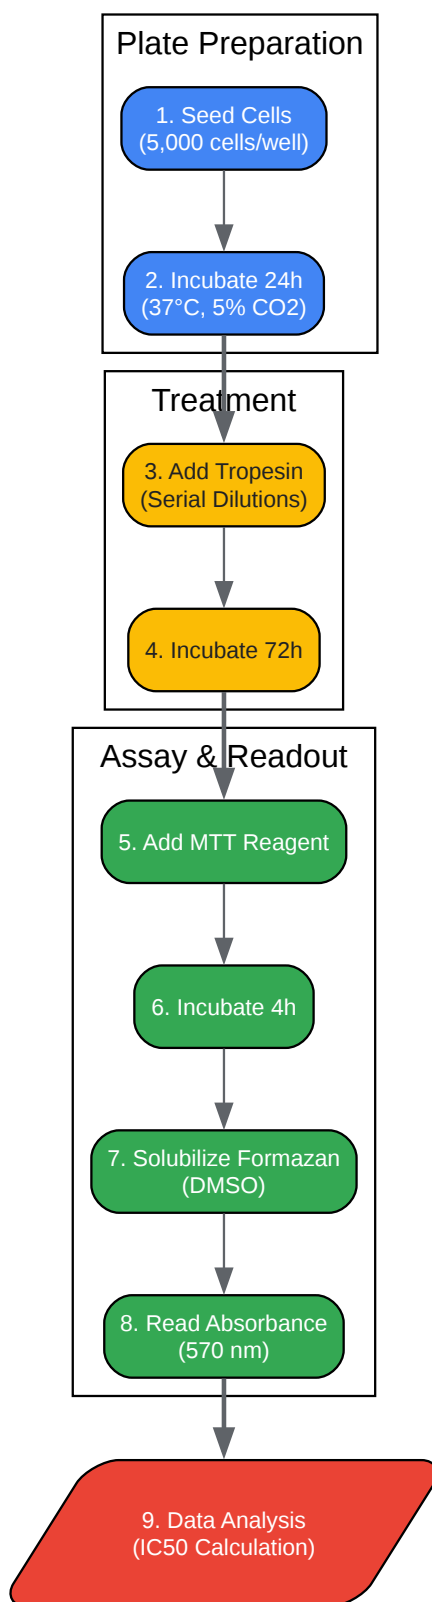 Plate Preparation
1. Seed Cells
(5,000 cells/well)
2. Incubate 24h
(37°C, 5% CO2)
Treatment
3. Add Tropesin
(Serial Dilutions)
4. Incubate 72h
Assay & Readout
5. Add MTT Reagent
6. Incubate 4h
7. Solubilize Formazan
(DMSO)
8. Read Absorbance
(570 nm)
9. Data Analysis
(IC50 Calculation)